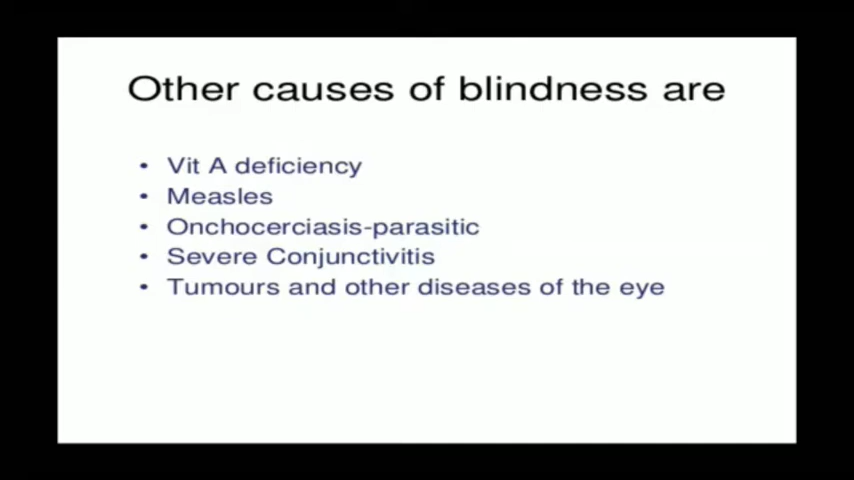 Other causes of blindness are
• Vit A deficiency
• Measles
• Onchocerciasis-parasitic
• Severe Conjunctivitis
• Tumours and other diseases of the eye